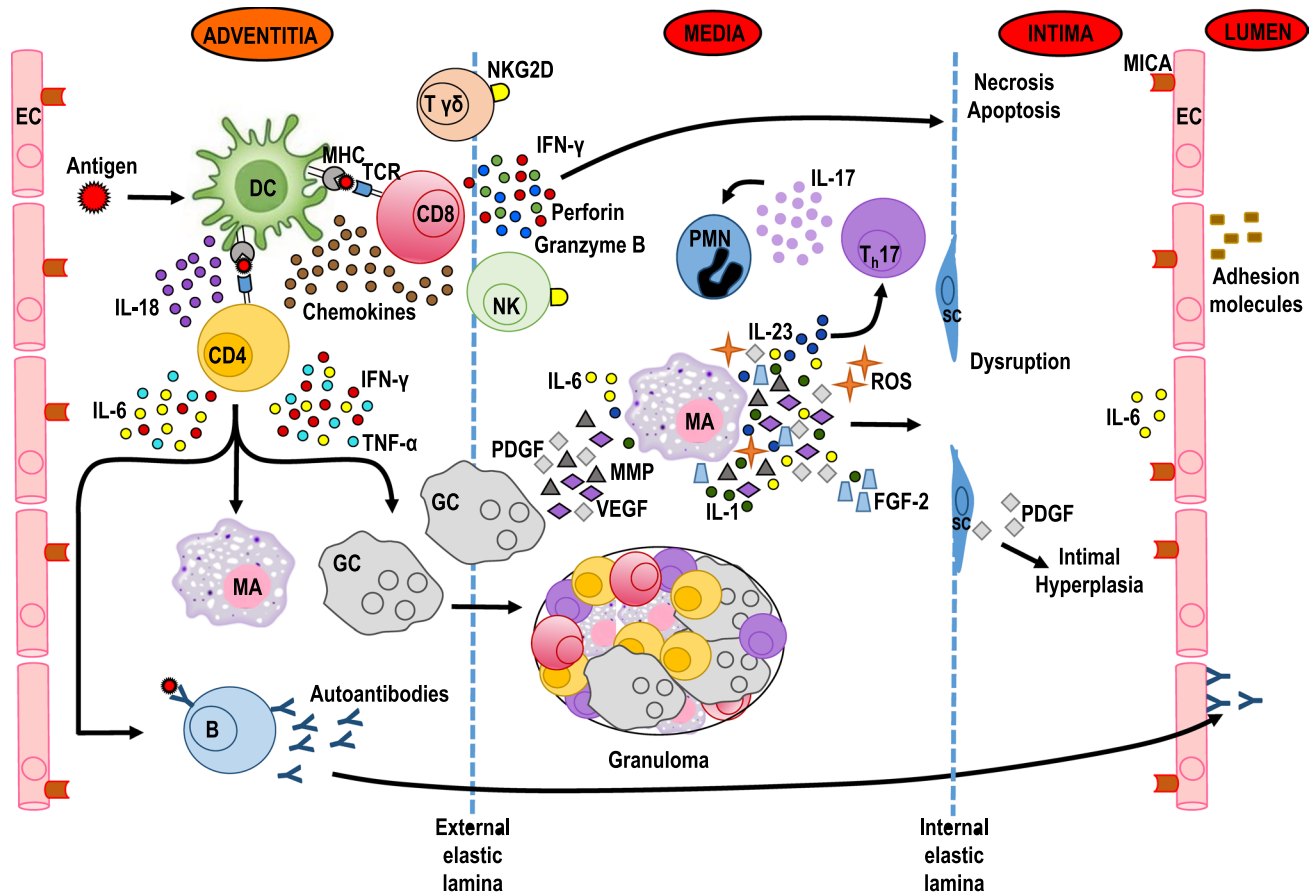 ADVENTITIA
MEDIA
INTIMA
LUMEN
NKG2D
MICA
T γδ
Necrosis
Apoptosis
EC
EC
IFN-γ
MHC
TCR
Antigen
DC
IL-17
CD8
Perforin
Granzyme B
PMN
Th17
Adhesion
molecules
IL-18
Chemokines
NK
SC
IL-23
CD4
Dysruption
IFN-γ
IL-6
ROS
IL-6
IL-6
MA
TNF-α
PDGF
MMP
GC
VEGF
IL-1
FGF-2
SC
PDGF
GC
MA
Intimal
Hyperplasia
Autoantibodies
B
Granuloma
External
elastic
lamina
Internal
elastic
lamina